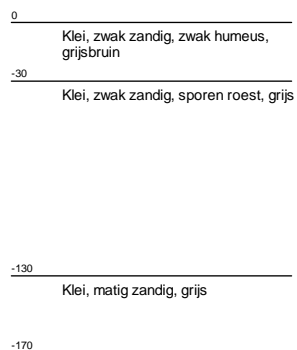 0
Klei, zwak zandig, zwak humeus,
grijsbruin
-30
Klei, zwak zandig, sporen roest, grijs
-130
Klei, matig zandig, grijs
-170